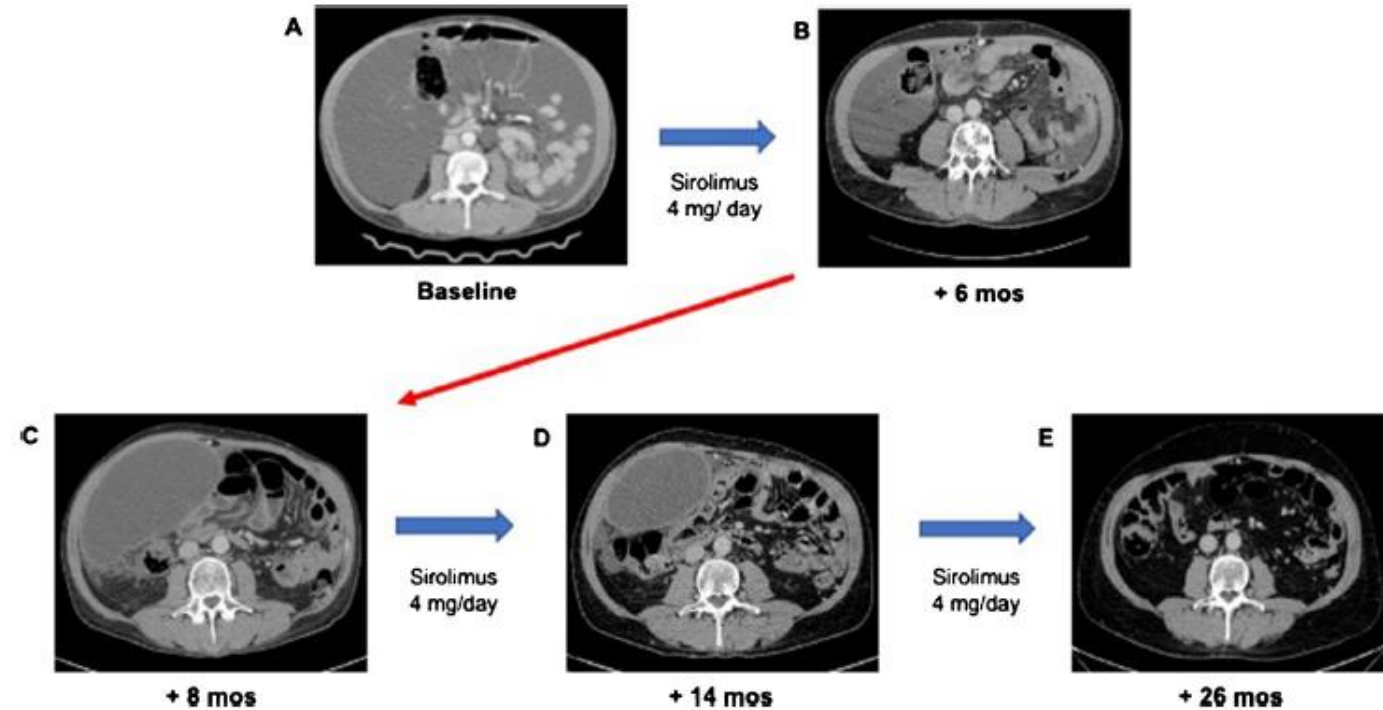 A
B
Sirolimus
4 mg/ day
Baseline
+ 6 mos
C
D
E
Sirolimus
4 mg/day
Sirolimus
4 mg/day
+ 8 mos
+ 14 mos
+ 26 mos